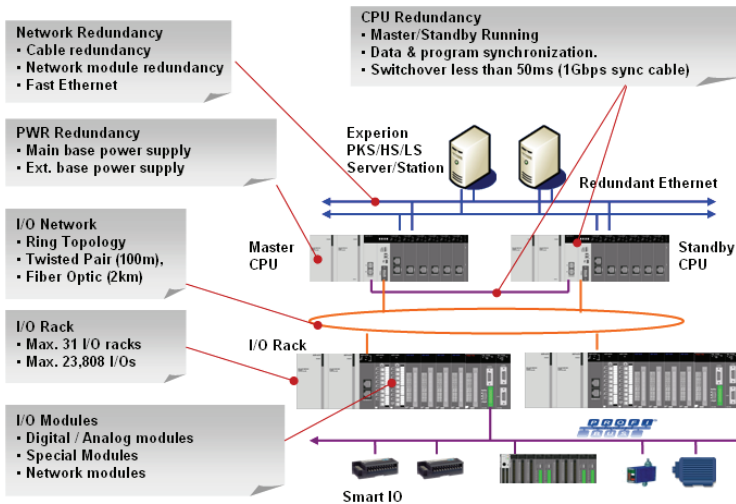 Network Redundancy
• Cable redundancy
• Network module redundancy
• Fast Ethernet
CPU Redundancy
• Master/Standby Running
• Data & program synchronization.
• Switchover less than 50ms (1Gbps sync cable)
PWR Redundancy
• Main base power supply
• Ext. base power supply
Experion
PKS/HS/LS
Server/Station
Redundant Ethernet
I/O Network
• Ring Topology
• Twisted Pair (100m),
• Fiber Optic (2km)
Master
CPU
Standby
CPU
I/O Rack
• Max. 31 I/O racks
• Max. 23,808 I/Os
I/O Rack
I/O Modules
• Digital / Analog modules
• Special Modules
• Network modules
Smart IO